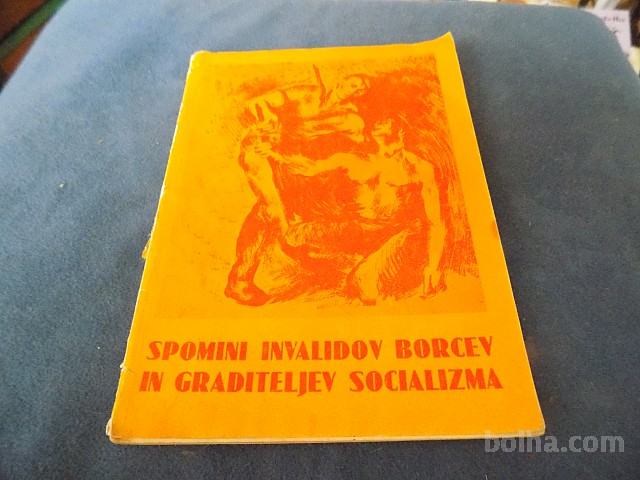 SPOMINI INVALIDOV BORCEV
IN GRADITELJEV SOCIALIZMA
bolha.com